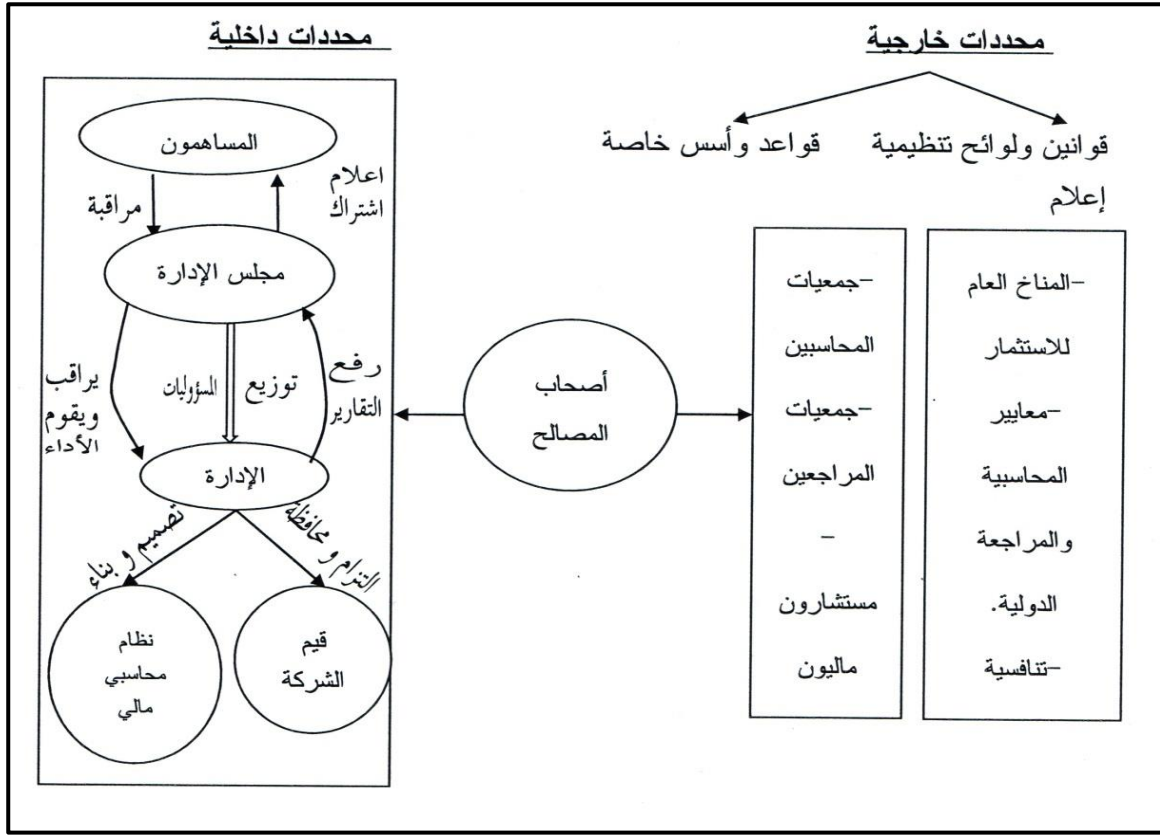 محددات خارجية
قوانين ولوائح تنظيمية
قواعد وأسس خاصة
إعلام
–المناخ العام
للاستثمار
–معايير
المحاسبية
والمراجعة
الدولية.
–تنافسية
–جمعيات
المحاسبين
–جمعيات
المراجعين
–
مستشارون
ماليون
أصحاب
المصالح
محددات داخلية
المساهمون
اعلام
اشتراك
مراقبة
مجلس الإدارة
رفع
التقارير
توزيع
المسؤوليات
يراقب
ويقوم
الأداء
الإدارة
التزام و محافظة
تصميم و بناء
قيم
الشركة
نظام
محاسبي
مالي